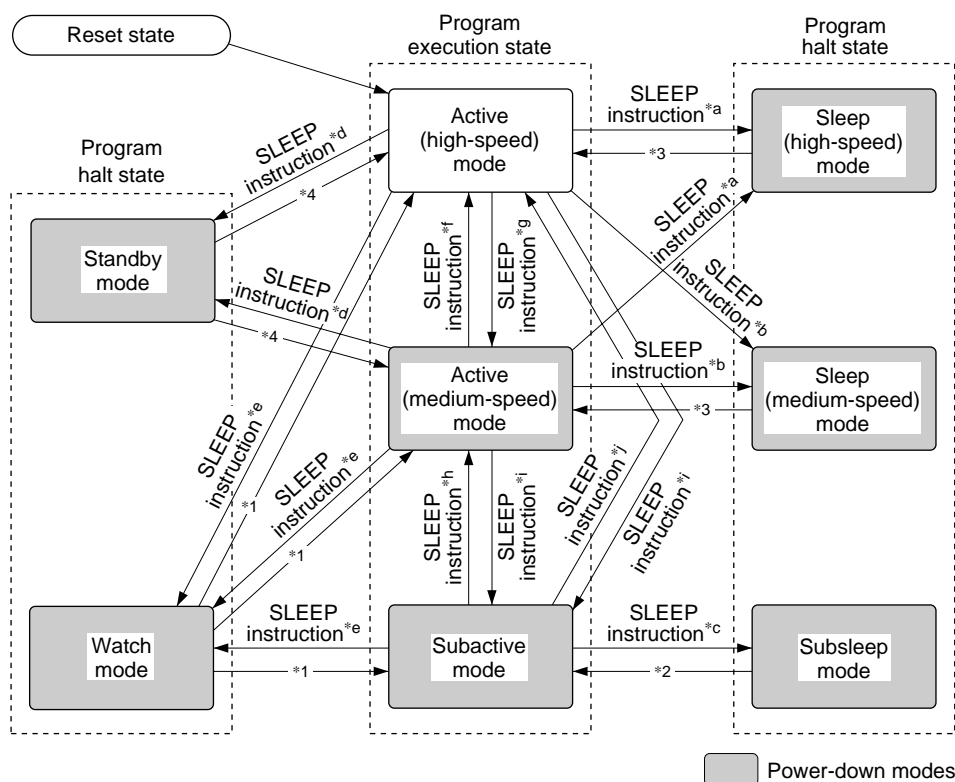 Reset state
Program
execution state
Program
halt state
Program
halt state
Active
(high-speed)
mode
SLEEP
instruction*a
*3
Sleep
(high-speed)
mode
SLEEP
instruction*d
*4
Standby
mode
SLEEP
instruction*d
*4
SLEEP
instruction*f
SLEEP
instruction*g
SLEEP
instruction*a
SLEEP
instruction*b
Active
(medium-speed)
mode
SLEEP
instruction*b
*3
Sleep
(medium-speed)
mode
SLEEP
instruction*e
*1
SLEEP
instruction*e
*1
SLEEP
instruction*h
SLEEP
instruction*i
SLEEP
instruction*j
SLEEP
instruction*i
Watch
mode
SLEEP
instruction*e
*1
Subactive
mode
SLEEP
instruction*c
*2
Subsleep
mode
Power-down modes